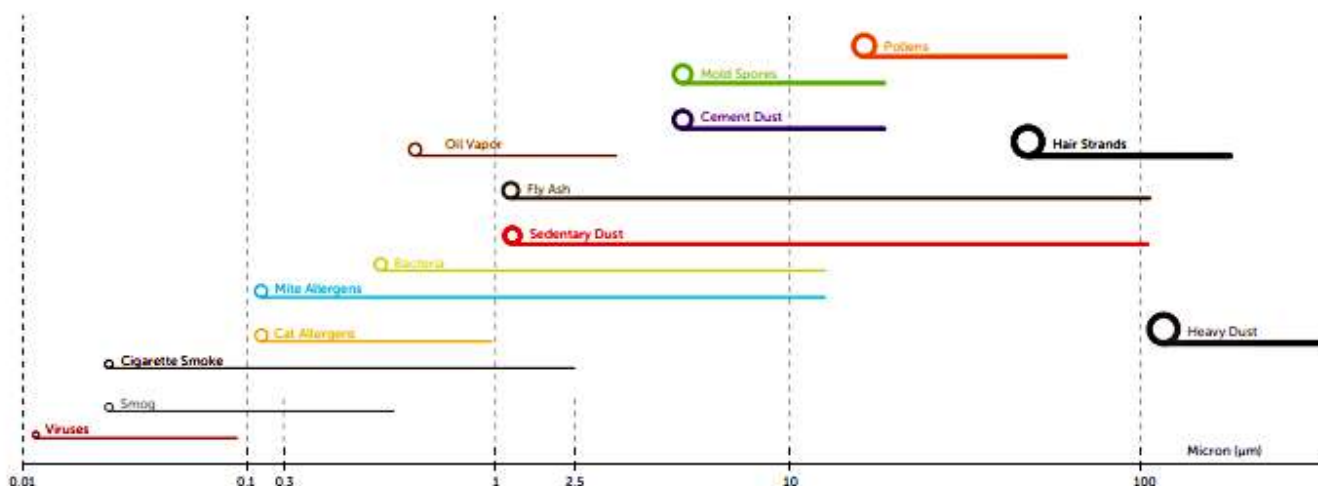 Pollens
Mold Spores
Cement Dust
Oil Vapor
Hair Strands
Fly Ash
Sedentary Dust
Bacteria
Mite Allergens
Cat Allergens
Heavy Dust
Cigarette Smoke
Smog
Viruses
Micron (µm)
0.01 0.1 0.3 1 2.5 10 100